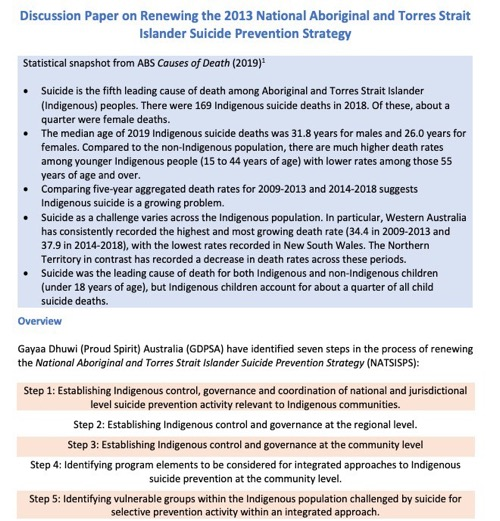 Discussion Paper on Renewing the 2013 National Aboriginal and Torres Strait
Islander Suicide Prevention Strategy
Statistical snapshot from ABS Causes of Death (2019)¹
• Suicide is the fifth leading cause of death among Aboriginal and Torres Strait Islander
(Indigenous) peoples. There were 169 Indigenous suicide deaths in 2018. Of these, about a
quarter were female deaths.
• The median age of 2019 Indigenous suicide deaths was 31.8 years for males and 26.0 years for
females. Compared to the non-Indigenous population, there are much higher death rates
among younger Indigenous people (15 to 44 years of age) with lower rates among those 55
years of age and over.
• Comparing five-year aggregated death rates for 2009-2013 and 2014-2018 suggests
Indigenous suicide is a growing problem.
• Suicide as a challenge varies across the Indigenous population. In particular, Western Australia
has consistently recorded the highest and most growing death rate (34.4 in 2009-2013 and
37.9 in 2014-2018), with the lowest rates recorded in New South Wales. The Northern
Territory in contrast has recorded a decrease in death rates across these periods.
• Suicide was the leading cause of death for both Indigenous and non-Indigenous children
(under 18 years of age), but Indigenous children account for about a quarter of all child
suicide deaths.
Overview
Gayaa Dhuwi (Proud Spirit) Australia (GDPSA) have identified seven steps in the process of renewing
the National Aboriginal and Torres Strait Islander Suicide Prevention Strategy (NATSISPS):
Step 1: Establishing Indigenous control, governance and coordination of national and jurisdictional
level suicide prevention activity relevant to Indigenous communities.
Step 2: Establishing Indigenous control and governance at the regional level.
Step 3: Establishing Indigenous control and governance at the community level
Step 4: Identifying program elements to be considered for integrated approaches to Indigenous
suicide prevention at the community level.
Step 5: Identifying vulnerable groups within the Indigenous population challenged by suicide for
selective prevention activity within an integrated approach.